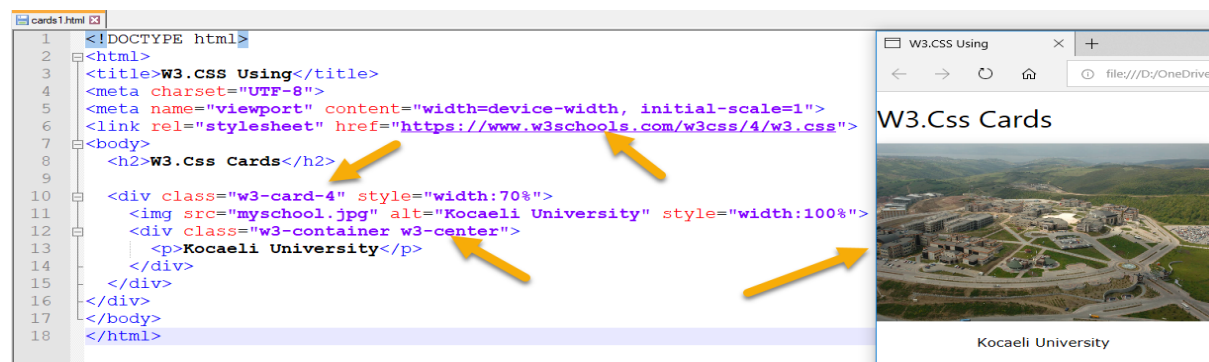 cards1.html
1 <!DOCTYPE html>
2 <html>
3 <title>W3.CSS Using</title>
4 <meta charset="UTF-8">
5 <meta name="viewport" content="width=device-width, initial-scale=1">
6 <link rel="stylesheet" href="https://www.w3schools.com/w3css/4/w3.css">
7 <body>
8 <h2>W3.Css Cards</h2>
9
10 <div class="w3-card-4" style="width:70%">
11 <img src="myschool.jpg" alt="Kocaeli University" style="width:100%">
12 <div class="w3-container w3-center">
13 <p>Kocaeli University</p>
14 </div>
15 </div>
16 </div>
17 </body>
18 </html>
W3.CSS Using
file:///D:/OneDrive
W3.Css Cards
Kocaeli University